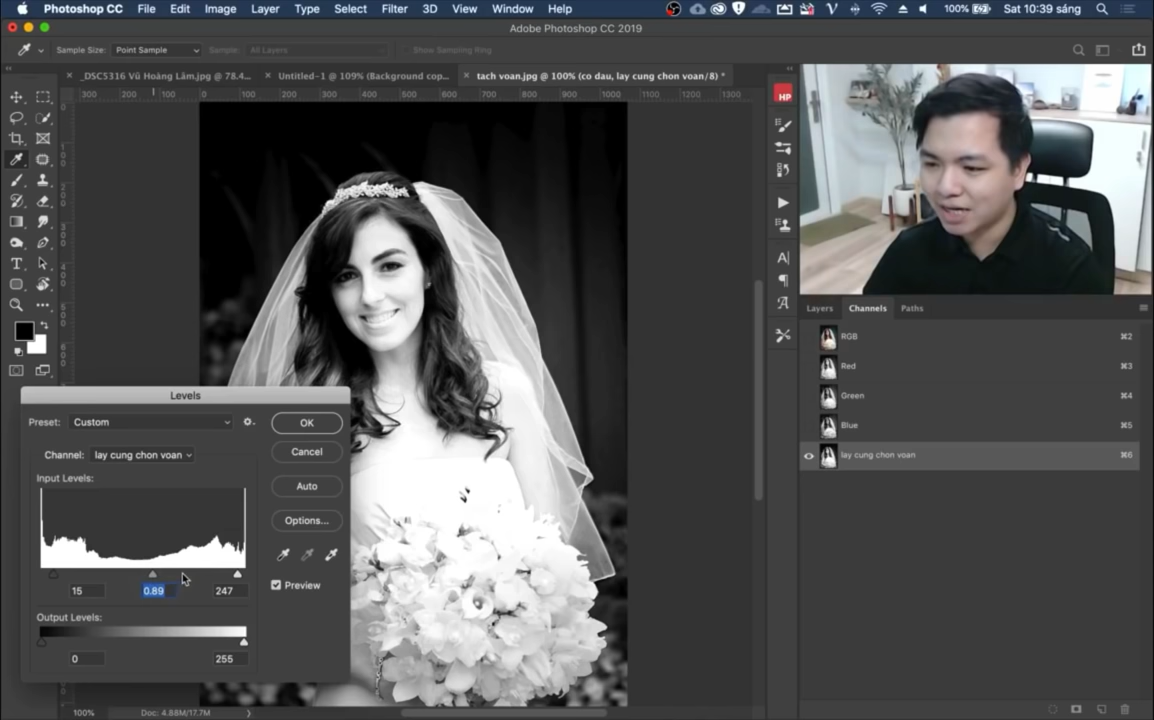 Photoshop CC File Edit Image Layer Type Select Filter 3D View Window Help 100% Sat 10:39 sáng
Adobe Photoshop CC 2019
Sample Size: Point Sample Sample: All Layers Show Sampling Ring
_DSC5316 Vũ Hoàng Lâm.jpg @ 78.4... Untitled-1 @ 109% (Background cop... tach voan.jpg @ 100% (co dau, lay cung chon voan/8) *
300 200 100 0 100 200 300 400 500 600 700 800 900 1000 1100 1200 1300
HP
Layers Channels Paths
RGB ⌘2
Red ⌘3
Green ⌘4
Blue ⌘5
lay cung chon voan ⌘6
Levels
Preset: Custom
OK
Channel: lay cung chon voan
Cancel
Input Levels:
Auto
Options...
15 0.89 247
Preview
Output Levels:
0 255
100% Doc: 4.88M/17.7M